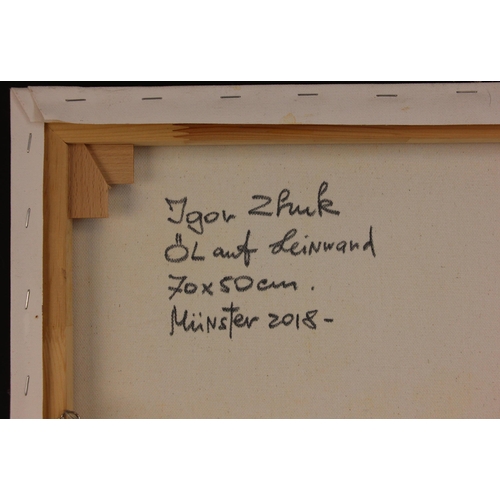 Igor Zhuk
ÖL auf Leinwand
70x50cm.
Münster 2018-